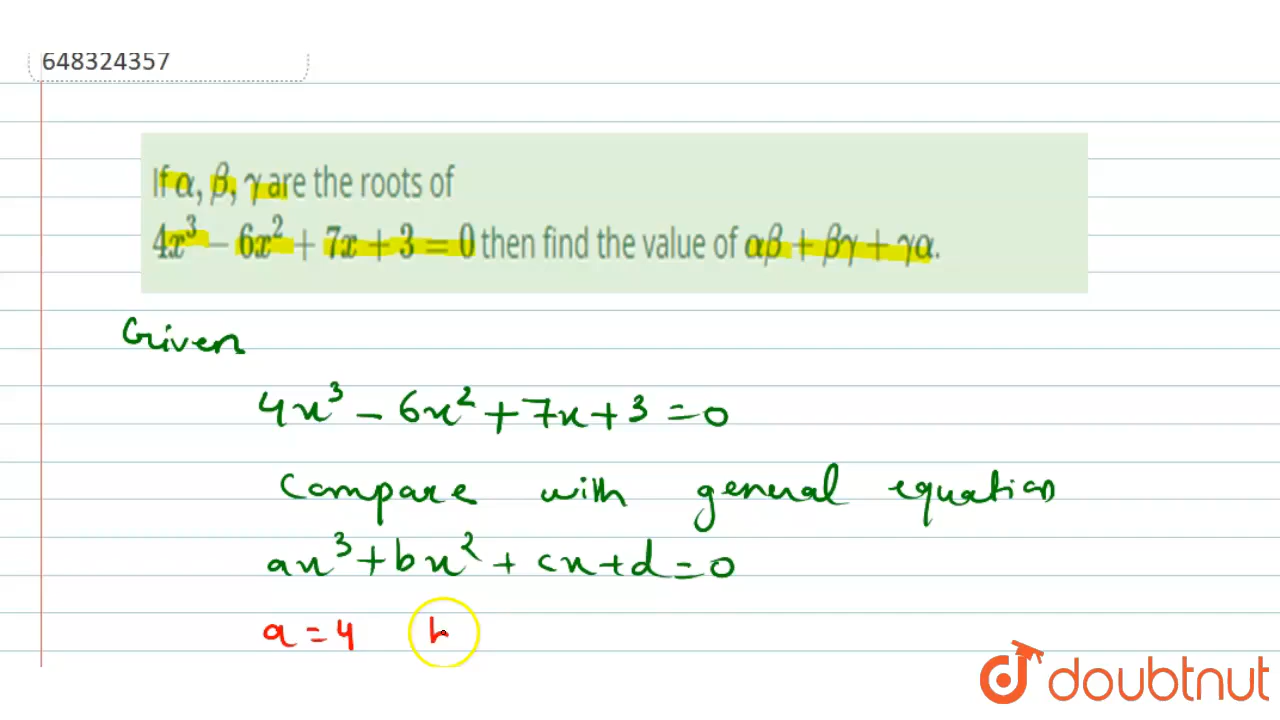 648324357
If α, β, γ are the roots of
4x³ − 6x² + 7x + 3 = 0 then find the value of αβ + βγ + γα.
Given
4x³ − 6x² + 7x + 3 = 0
Compare with general equation
ax³ + bx² + cx + d = 0
a = 4
doubtnut